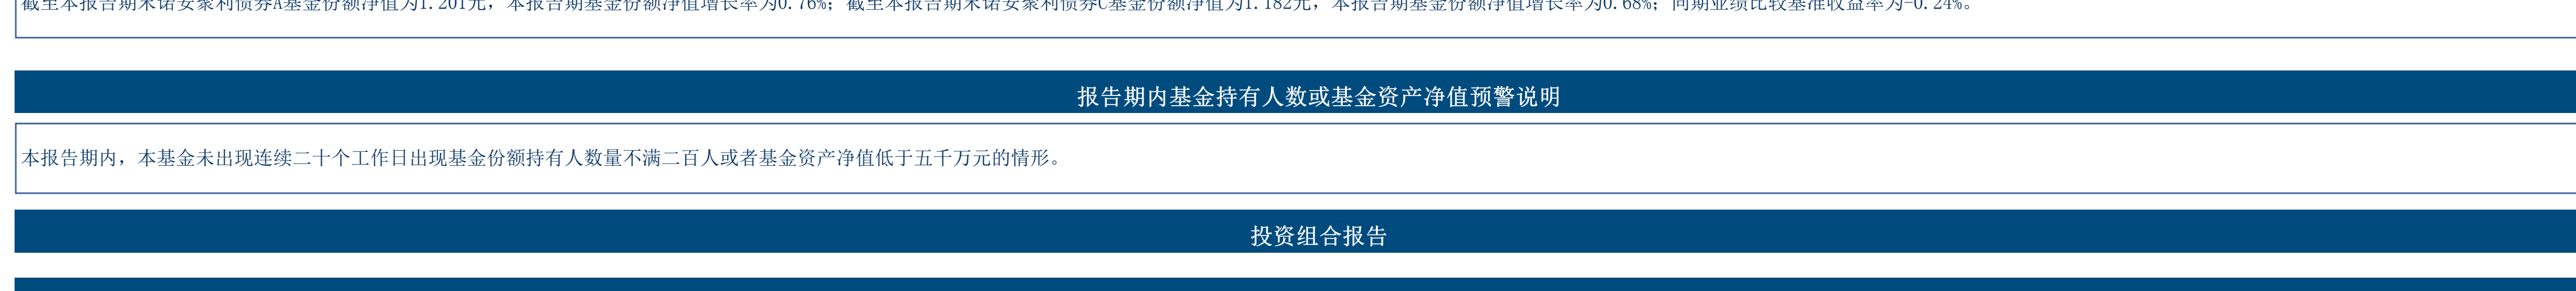 截至本报告期末诺安聚利债券A基金份额净值为1.201元，本报告期基金份额净值增长率为0.76%；截至本报告期末诺安聚利债券C基金份额净值为1.182元，本报告期基金份额净值增长率为0.68%；同期业绩比较基准收益率为-0.24%。
报告期内基金持有人数或基金资产净值预警说明
本报告期内，本基金未出现连续二十个工作日出现基金份额持有人数量不满二百人或者基金资产净值低于五千万元的情形。
投资组合报告